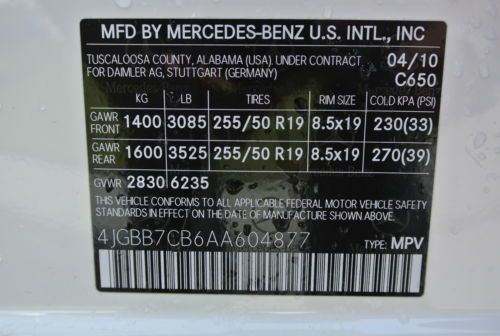 MFD BY MERCEDES-BENZ U.S. INTL., INC
TUSCALOOSA COUNTY, ALABAMA (USA), UNDER CONTRACT 04/10
FOR DAIMLER AG, STUTTGART (GERMANY) C650
KG LB TIRES RIM SIZE COLD KPA (PSI)
GAWR FRONT 1400 3085 255/50 R19 8.5x19 230(33)
GAWR REAR 1600 3525 255/50 R19 8.5x19 270(39)
GVWR 2830 6235
THIS VEHICLE CONFORMS TO ALL APPLICABLE FEDERAL MOTOR VEHICLE SAFETY
AND THEFT PREVENTION STANDARDS IN EFFECT ON THE DATE OF MANUFACTURE SHOWN ABOVE.
4JGBB7CB6AA604877 TYPE: MPV